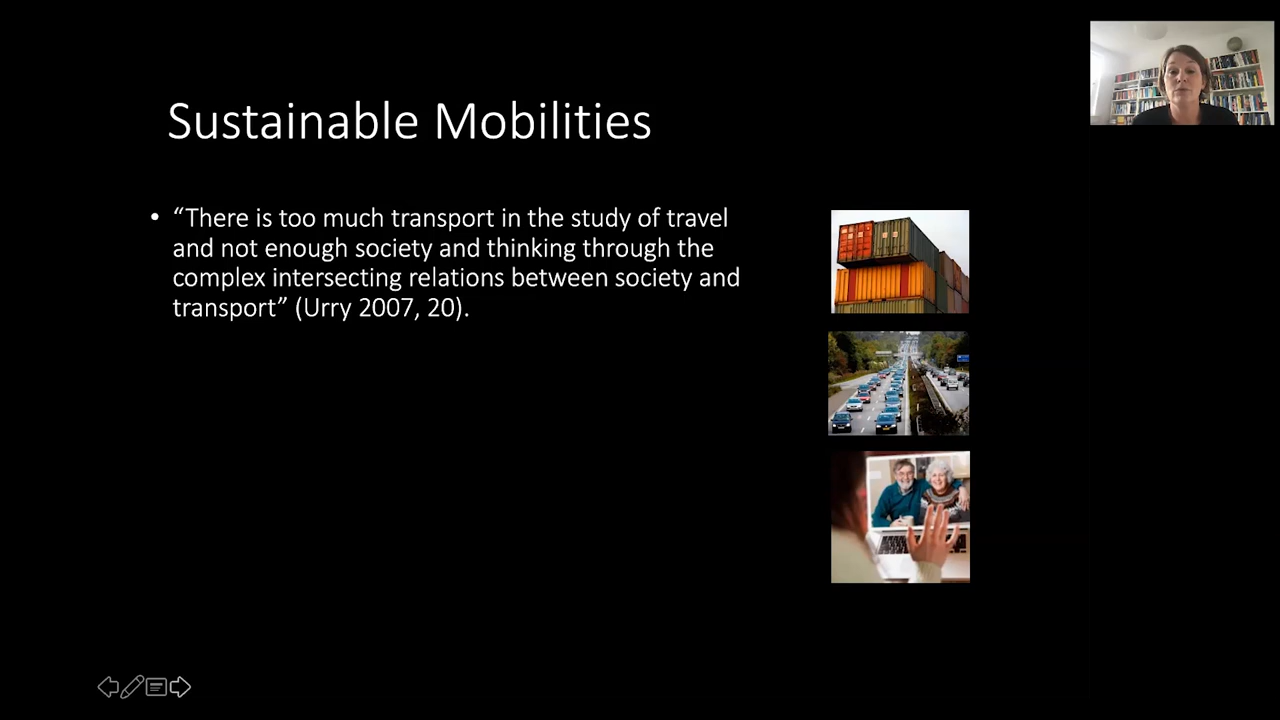 Sustainable Mobilities
• “There is too much transport in the study of travel
and not enough society and thinking through the
complex intersecting relations between society and
transport” (Urry 2007, 20).